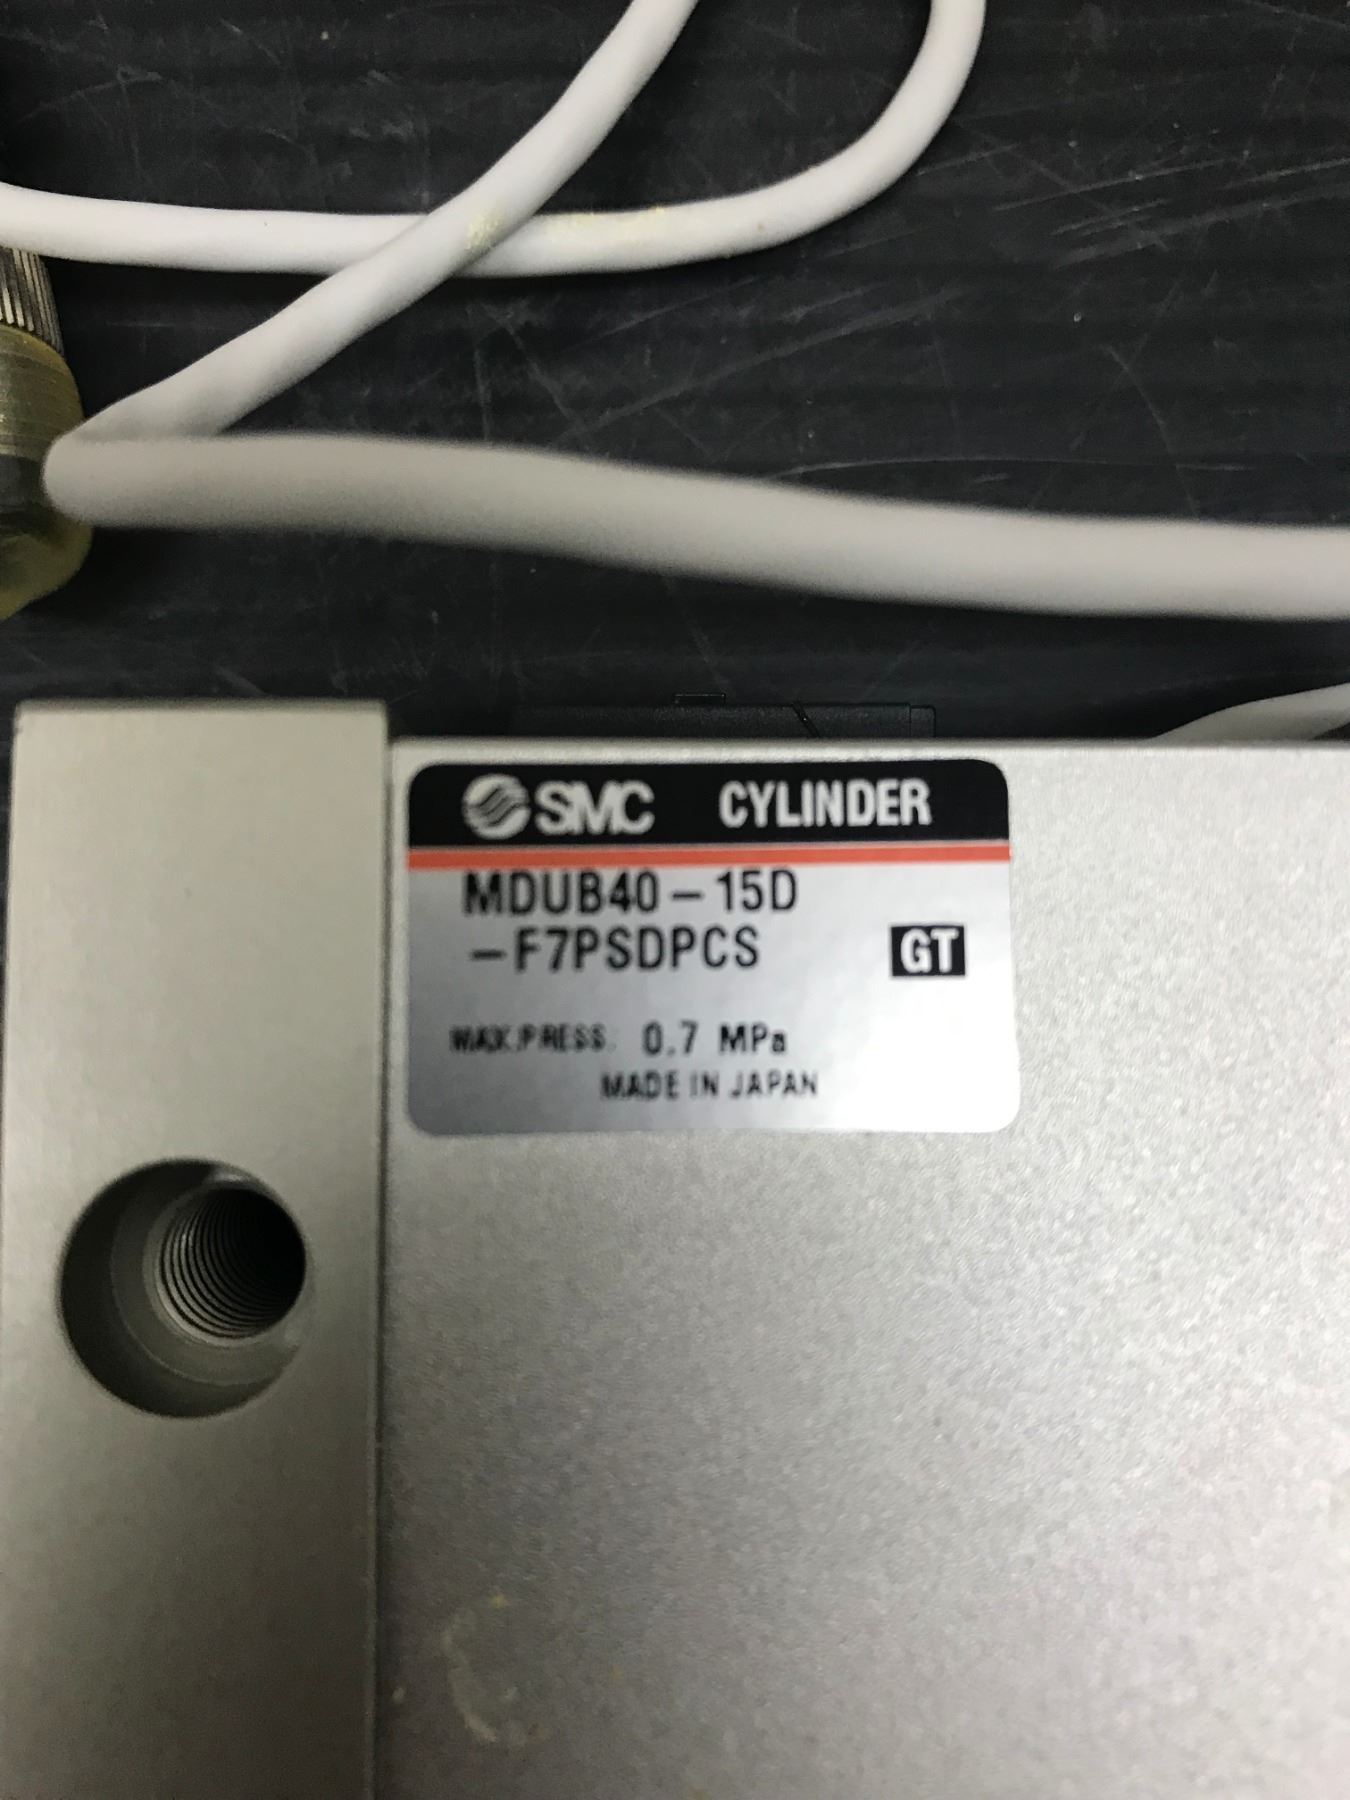 SMC CYLINDER
MDUB40-15D
-F7PSDPCS GT
MAX.PRESS. 0.7 MPa
MADE IN JAPAN